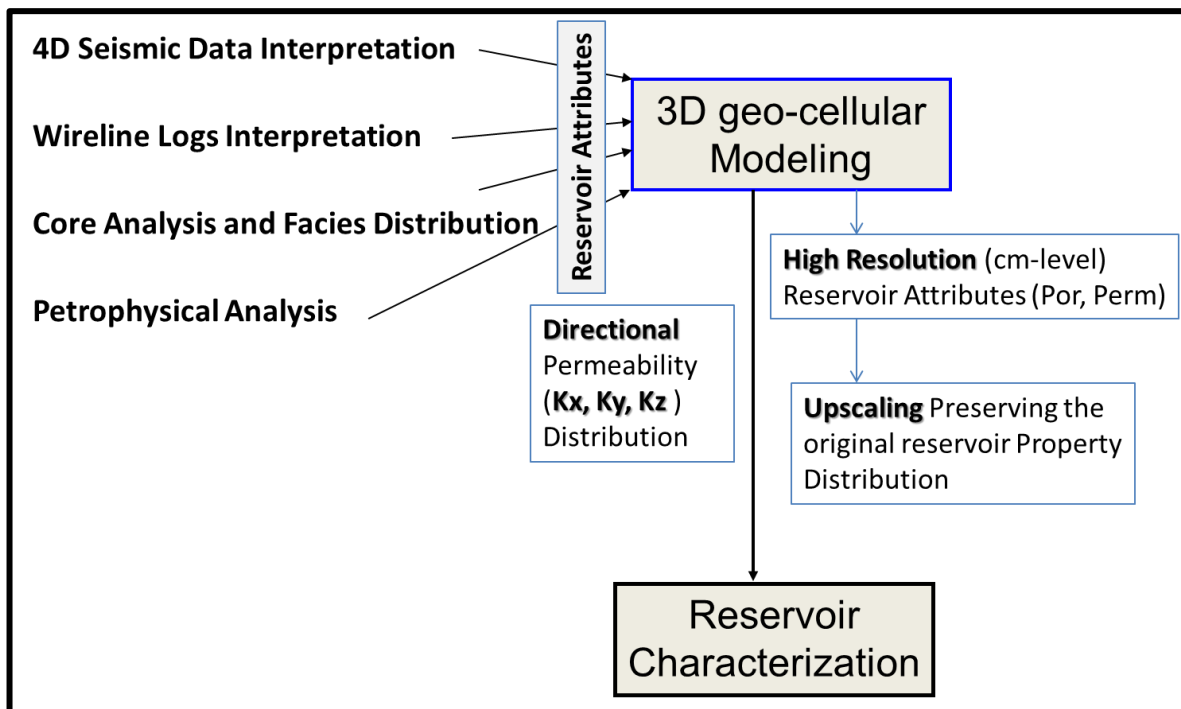 4D Seismic Data Interpretation
Wireline Logs Interpretation
Core Analysis and Facies Distribution
Petrophysical Analysis
Reservoir Attributes
3D geo-cellular
Modeling
High Resolution (cm-level)
Reservoir Attributes (Por, Perm)
Directional
Permeability
(Kx, Ky, Kz )
Distribution
Upscaling Preserving the
original reservoir Property
Distribution
Reservoir
Characterization